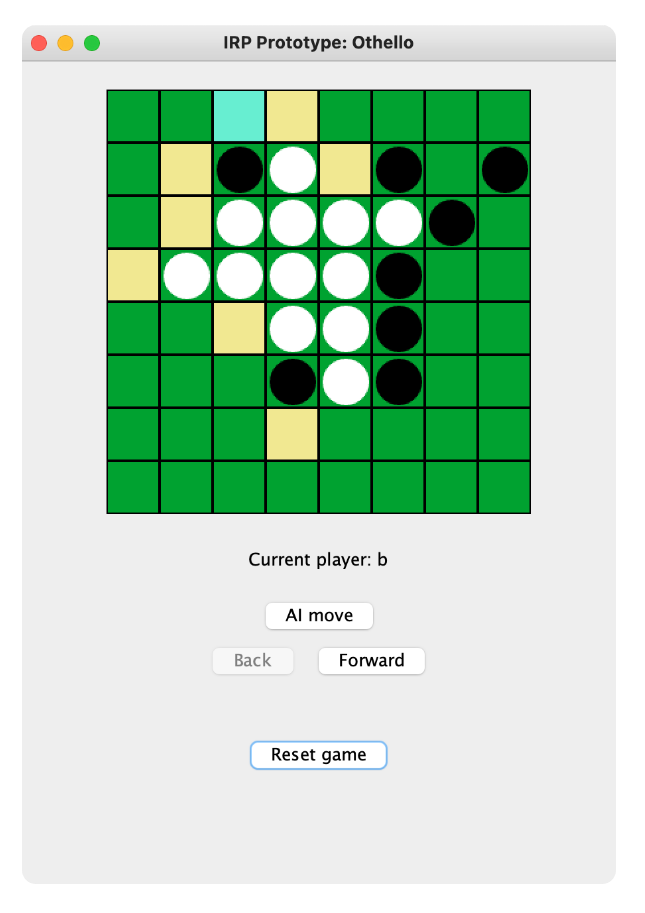 IRP Prototype: Othello
Current player: b
AI move
Back Forward
Reset game